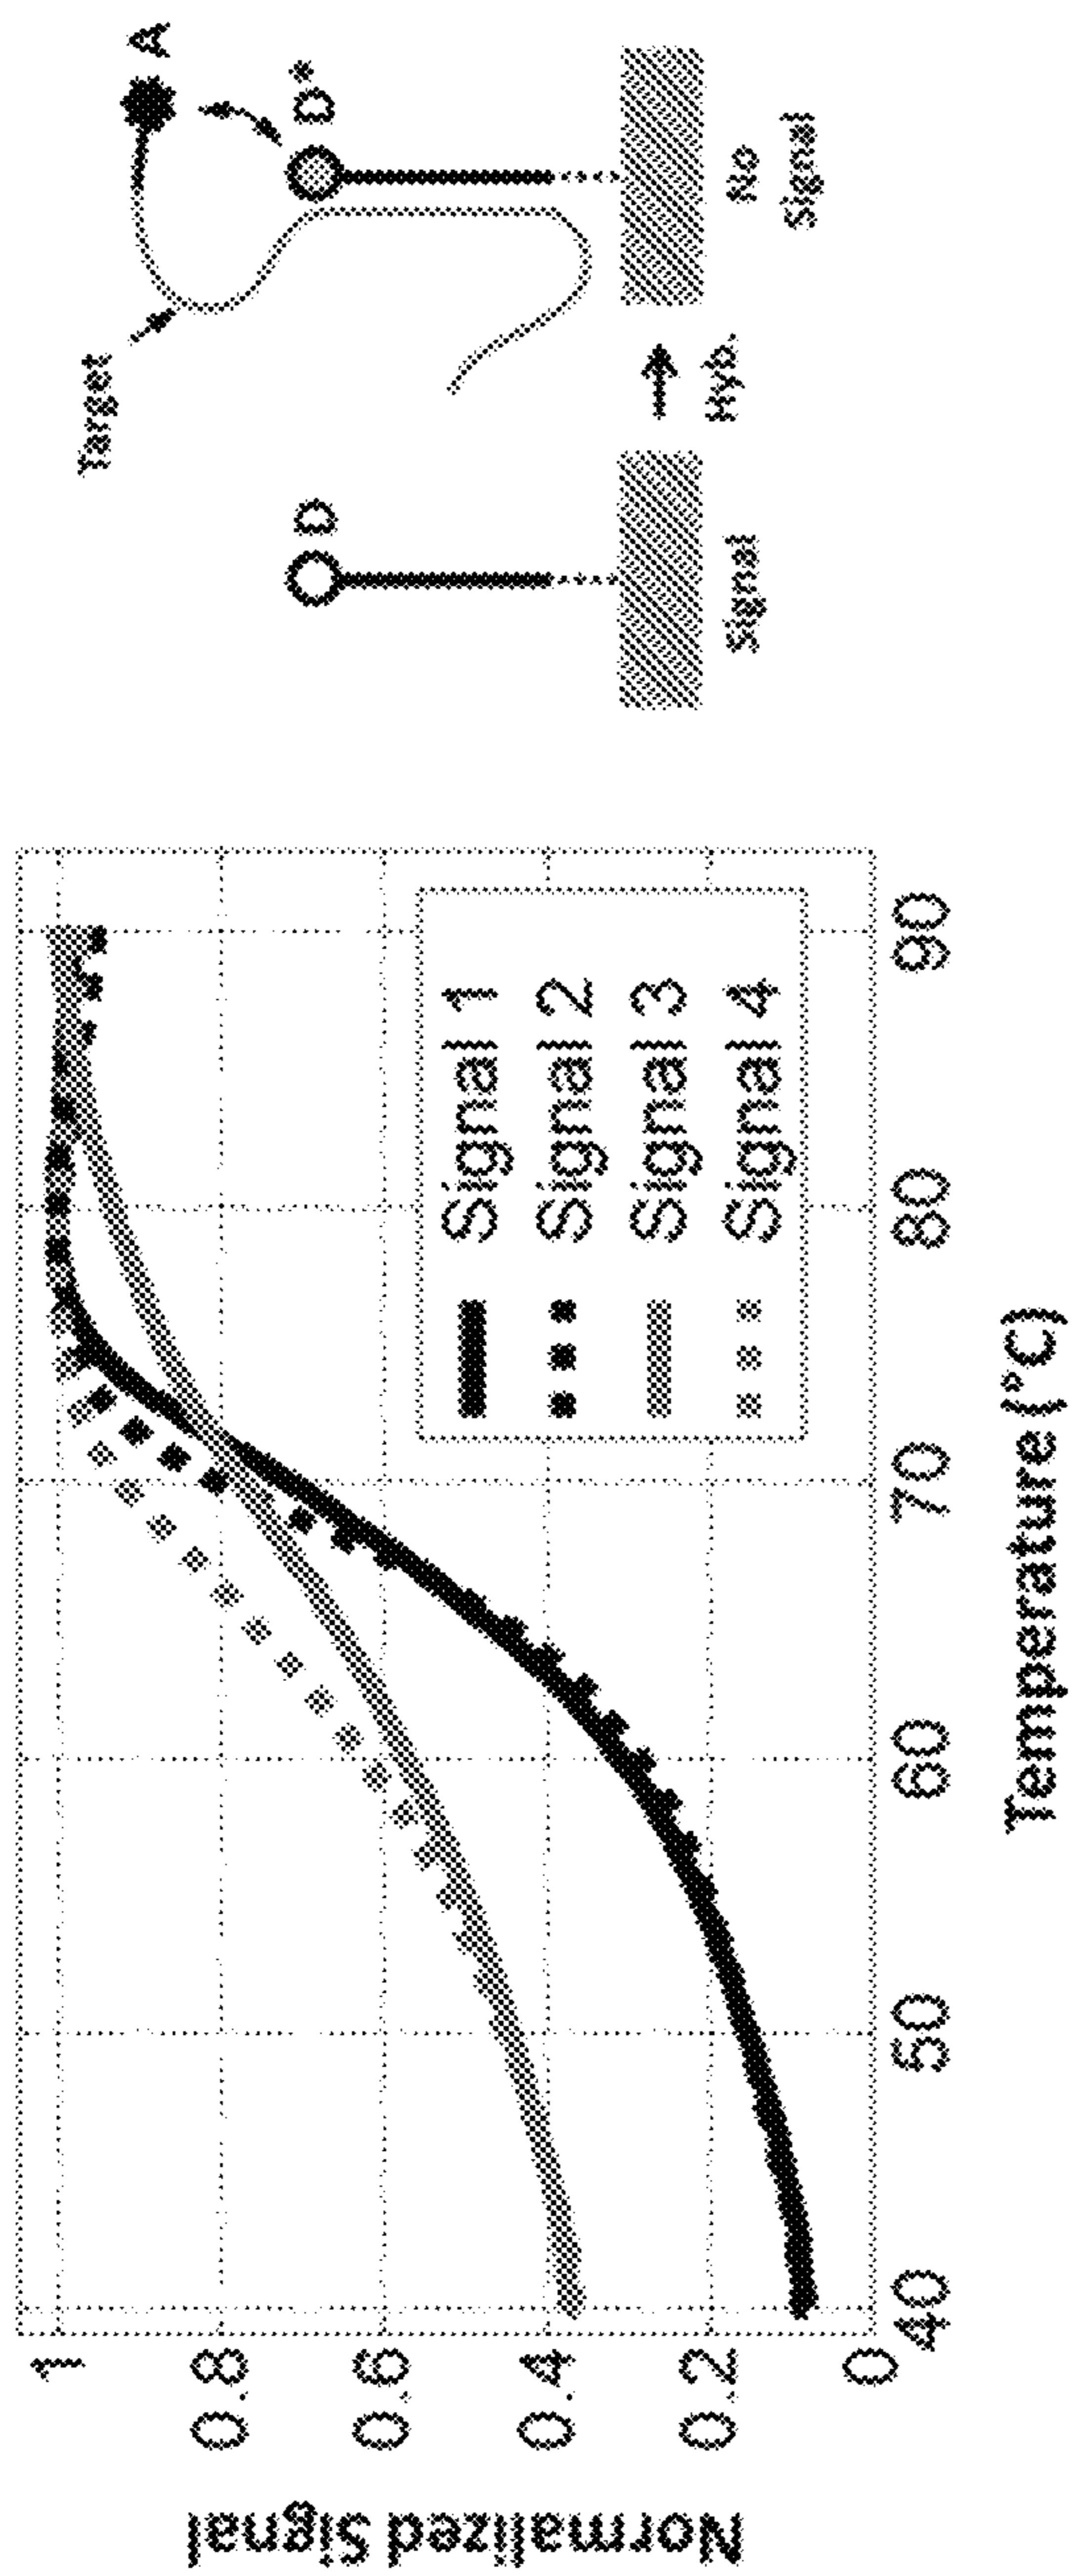 Normalized Signal
1
0.8
0.6
0.4
0.2
0
40
50
60
70
80
90
Temperature (°C)
Signal 1
Signal 2
Signal 3
Signal 4
Target
A
D
D*
Signal
Hyb.
No
Signal